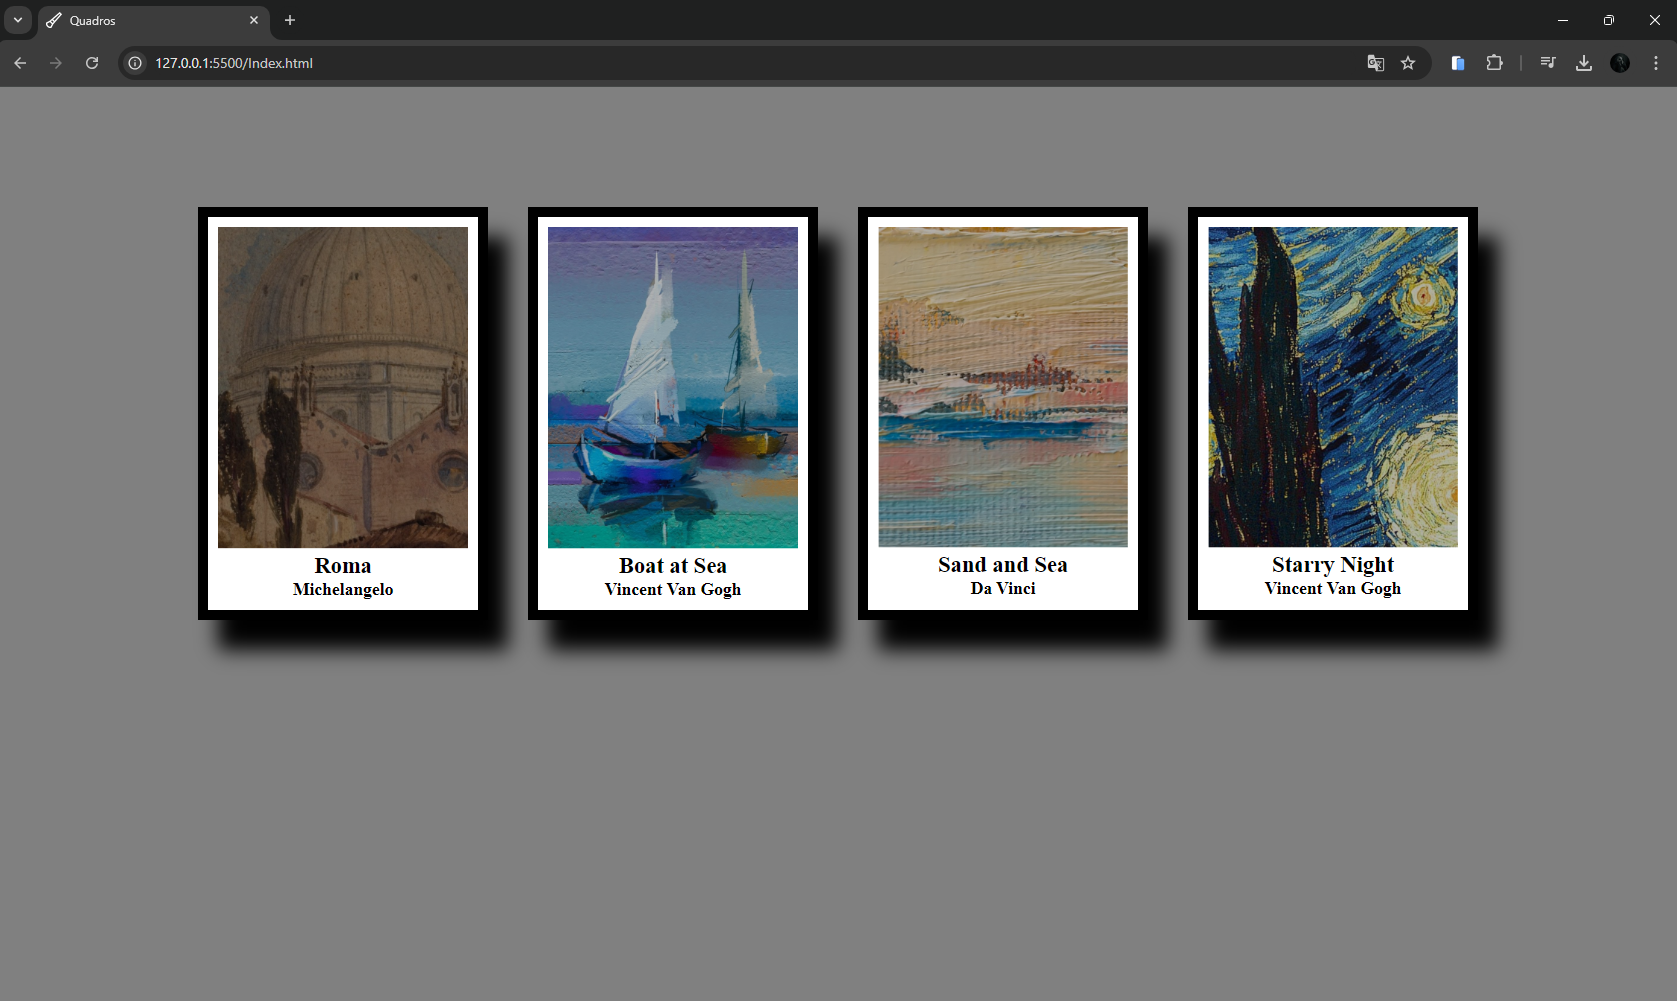 Quadros
127.0.0.1:5500/Index.html
Roma
Michelangelo
Boat at Sea
Vincent Van Gogh
Sand and Sea
Da Vinci
Starry Night
Vincent Van Gogh